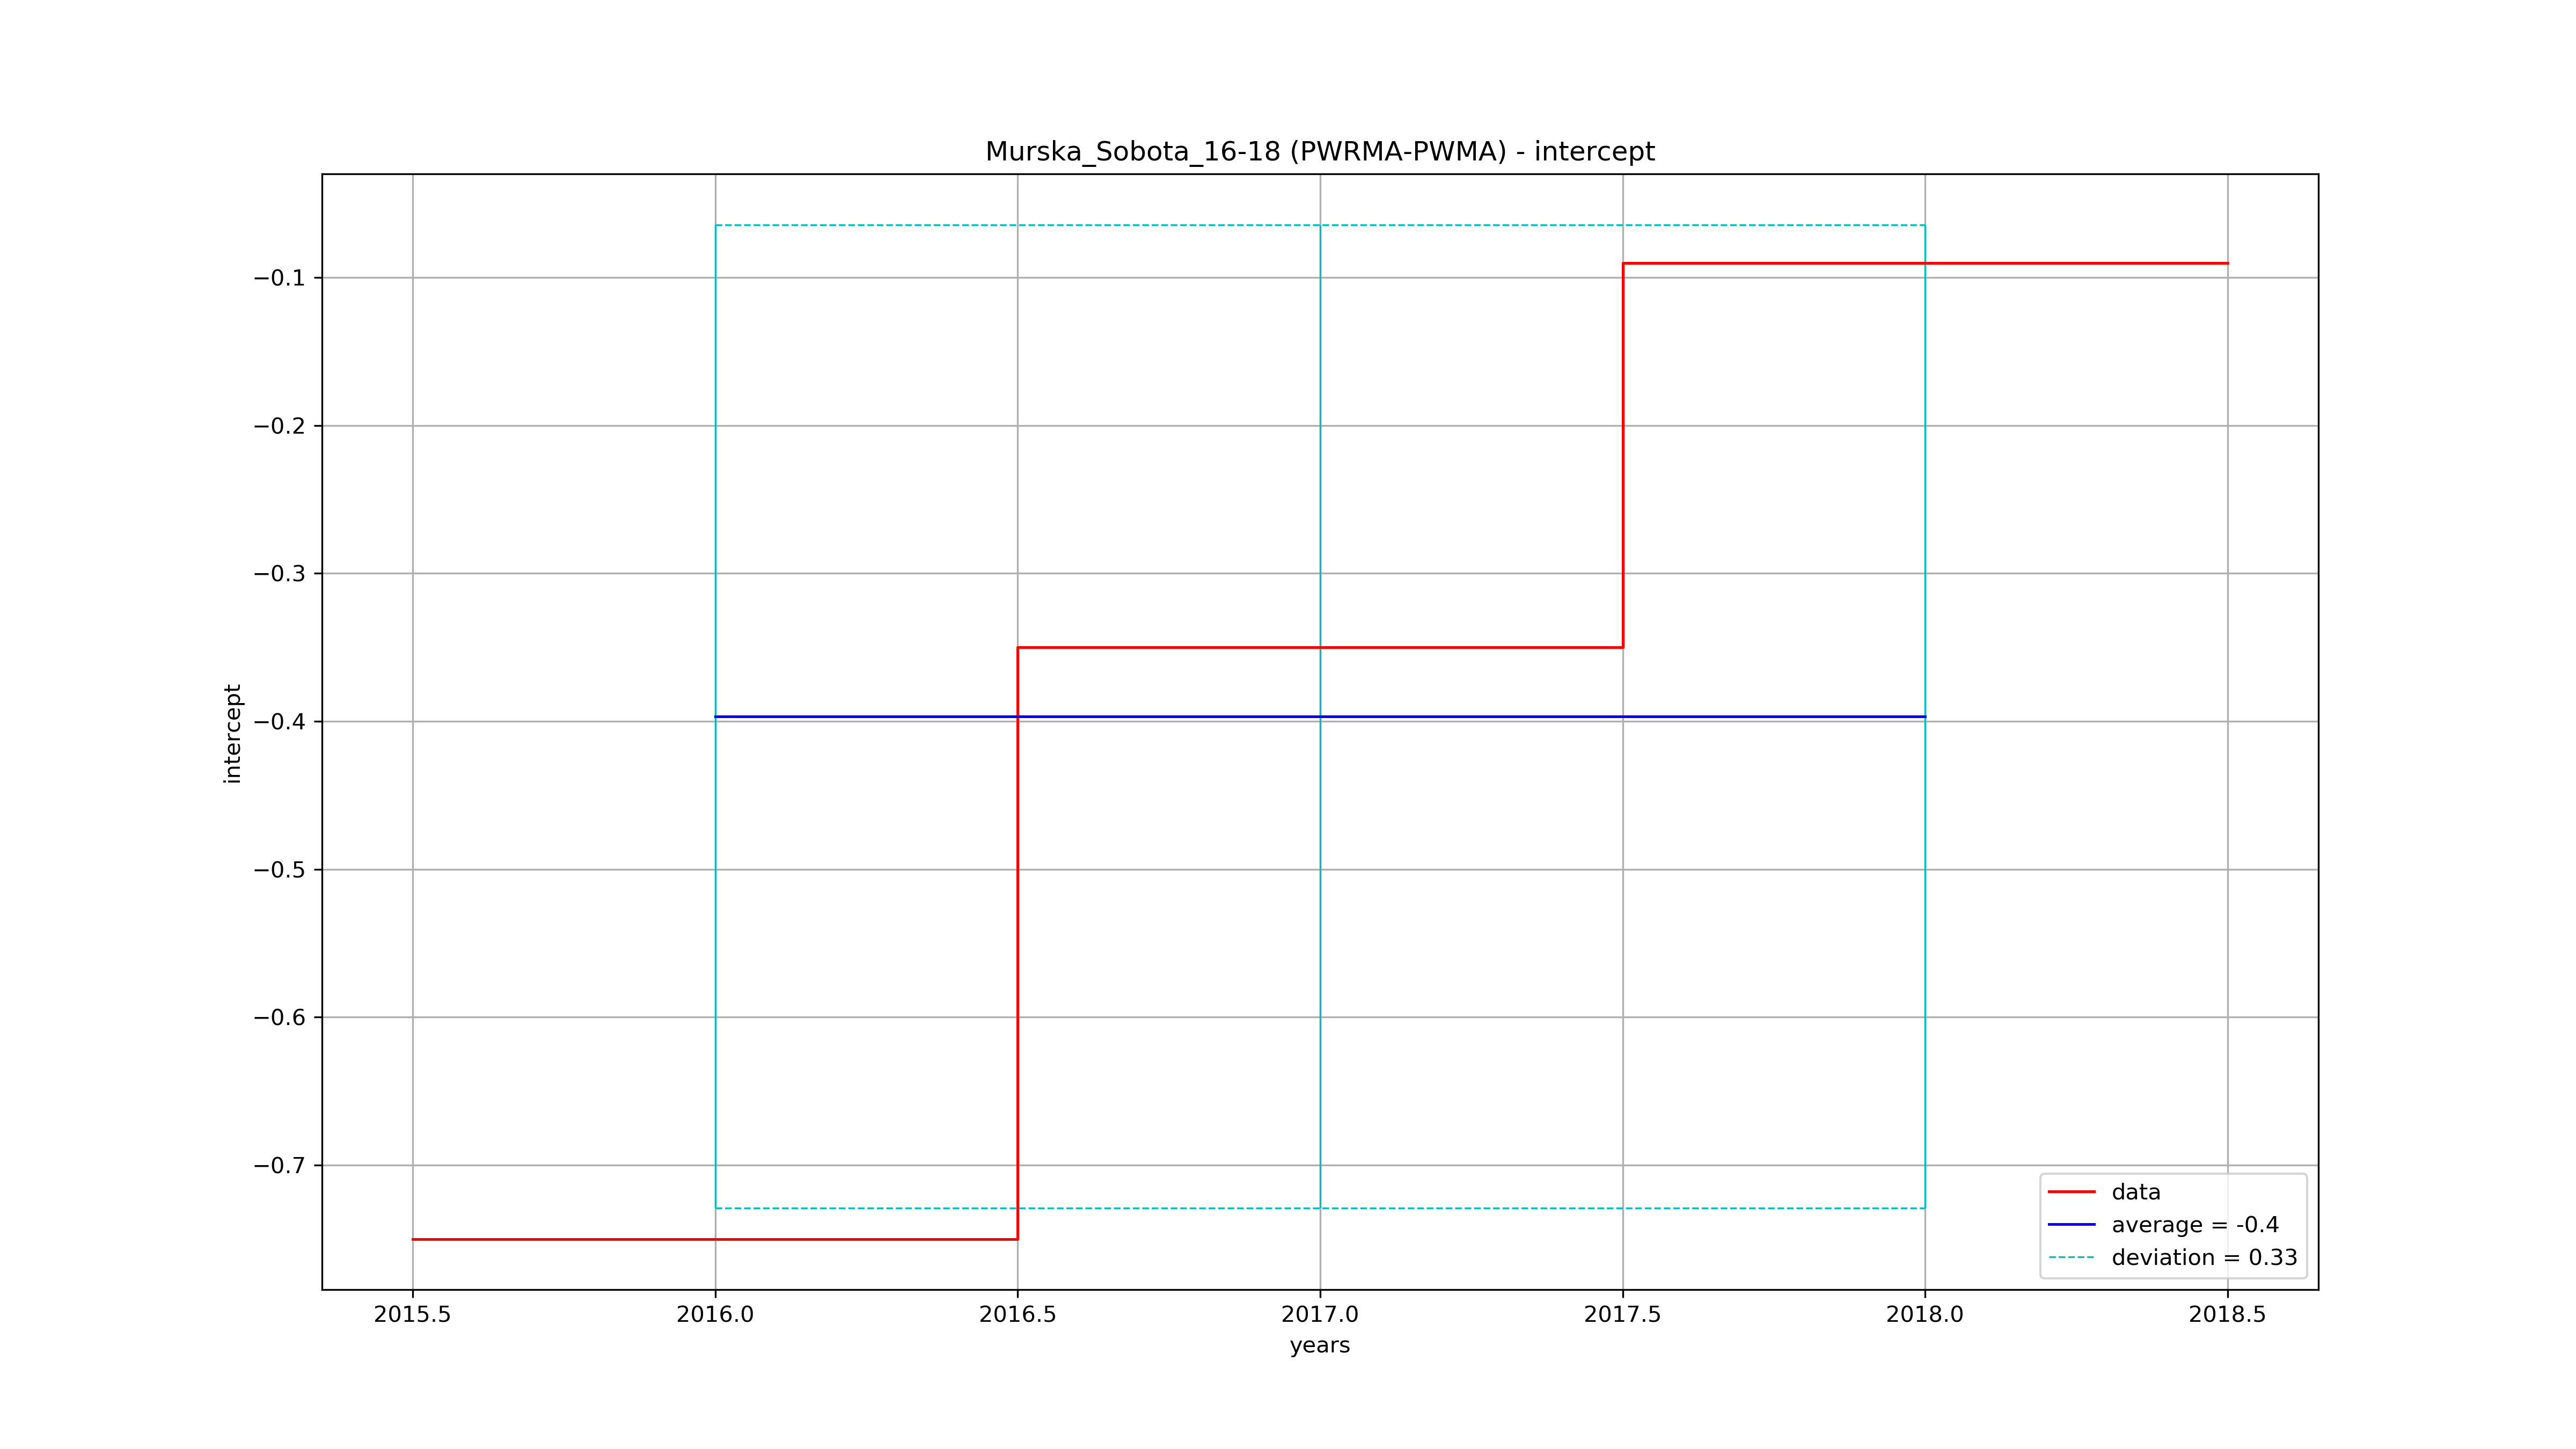 Murska_Sobota_16-18 (PWRMA-PWMA) - intercept
intercept
−0.1
−0.2
−0.3
−0.4
−0.5
−0.6
−0.7
2015.5 2016.0 2016.5 2017.0 2017.5 2018.0 2018.5
years
data
average = -0.4
deviation = 0.33